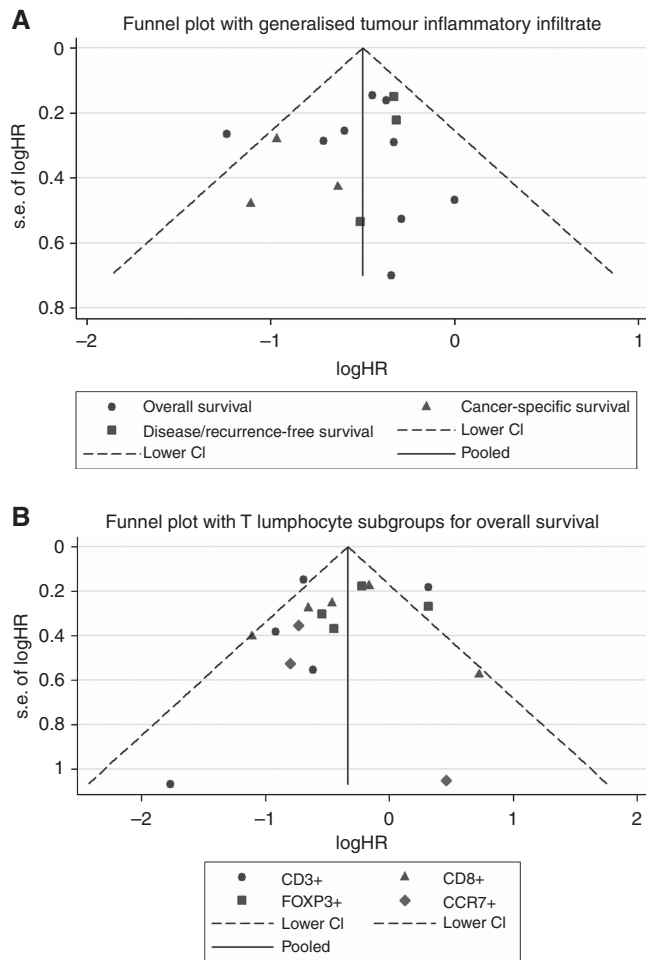 A
Funnel plot with generalised tumour inflammatory infiltrate
0
0.2
0.4
0.6
0.8
s.e. of logHR
–2
–1
0
1
logHR
Overall survival
Cancer-specific survival
Disease/recurrence-free survival
Lower CI
Lower CI
Pooled
B
Funnel plot with T lymphocyte subgroups for overall survival
0
0.2
0.4
0.6
0.8
1
s.e. of logHR
–2
–1
0
1
2
logHR
CD3+
CD8+
FOXP3+
CCR7+
Lower CI
Lower CI
Pooled